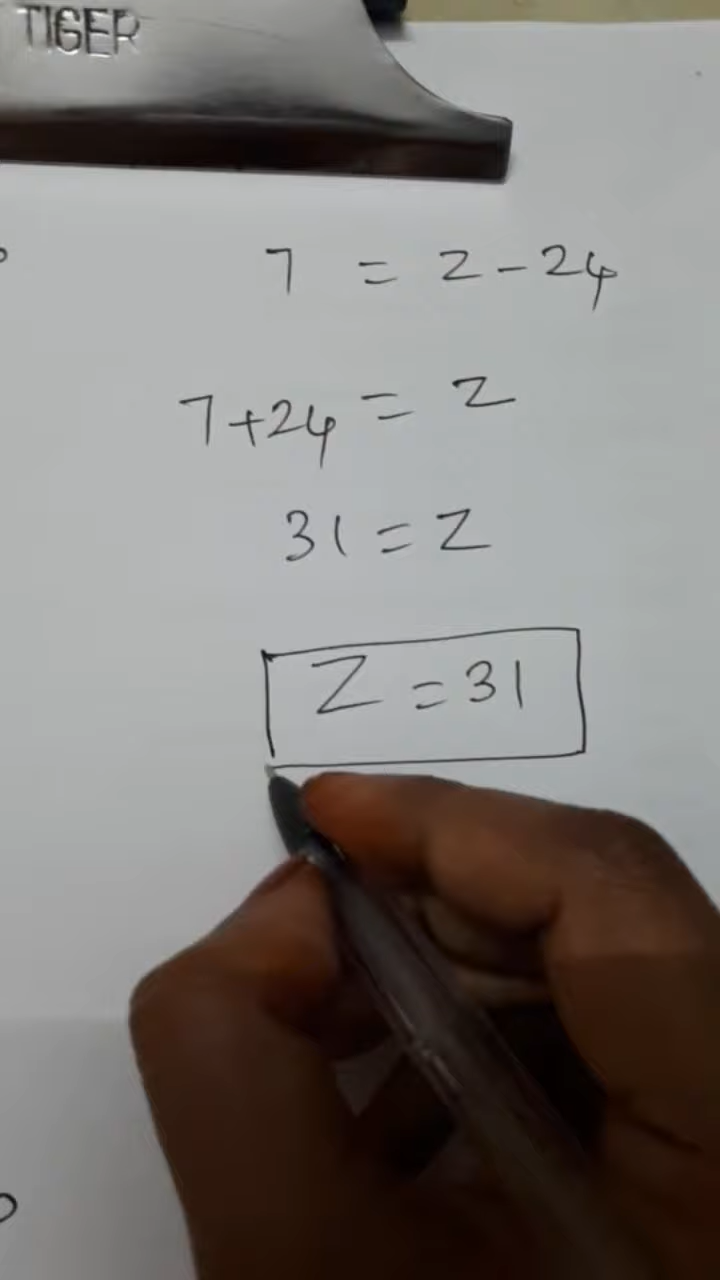 TIGER
7 = z - 24
7+24 = z
31 = z
z = 31